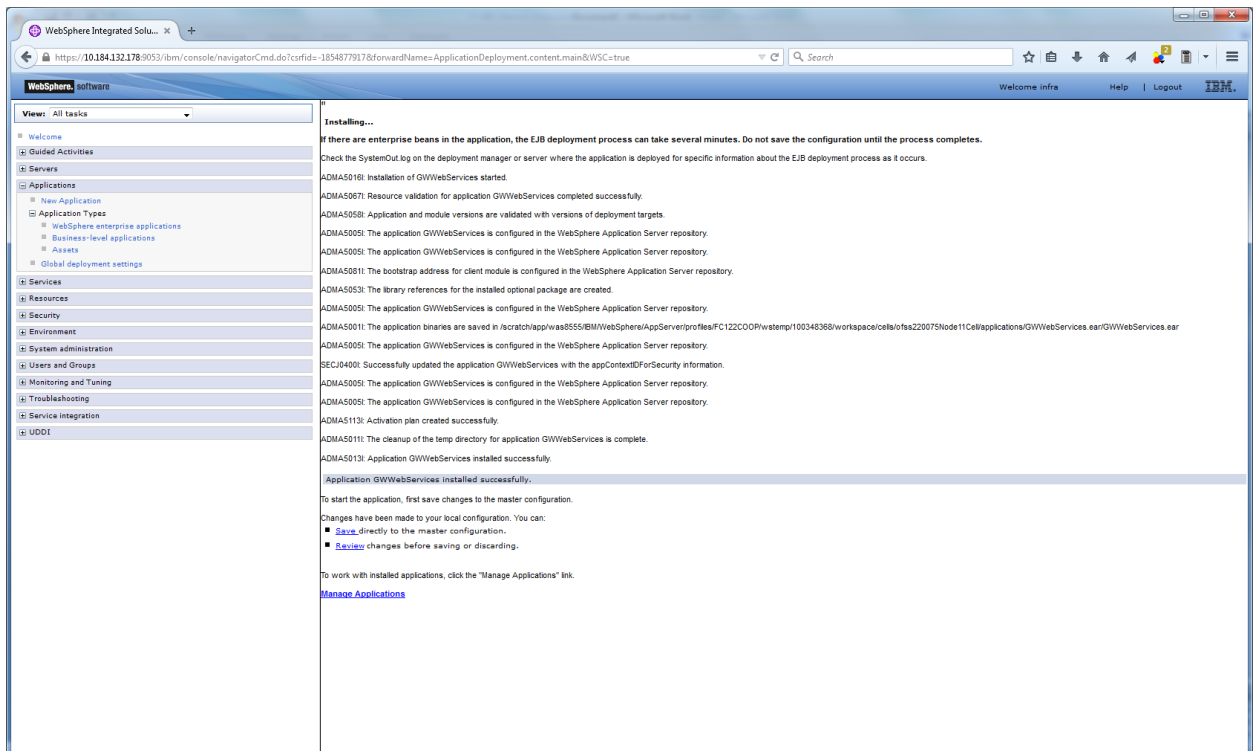 WebSphere Integrated Solu... × +
https://10.184.132.178:9053/ibm/console/navigatorCmd.do?csrfid=-1854877917&forwardName=ApplicationDeployment.content.main&WSC=true
Search
2
WebSphere. software
Welcome infra
Help | Logout
IBM.
View: All tasks
Welcome
Guided Activities
Servers
Applications
New Application
Application Types
WebSphere enterprise applications
Business-level applications
Assets
Global deployment settings
Services
Resources
Security
Environment
System administration
Users and Groups
Monitoring and Tuning
Troubleshooting
Service integration
UDDI
"
Installing...
If there are enterprise beans in the application, the EJB deployment process can take several minutes. Do not save the configuration until the process completes.
Check the SystemOut.log on the deployment manager or server where the application is deployed for specific information about the EJB deployment process as it occurs.
ADMA5016I: Installation of GWWebServices started.
ADMA5067I: Resource validation for application GWWebServices completed successfully.
ADMA5058I: Application and module versions are validated with versions of deployment targets.
ADMA5005I: The application GWWebServices is configured in the WebSphere Application Server repository.
ADMA5005I: The application GWWebServices is configured in the WebSphere Application Server repository.
ADMA5081I: The bootstrap address for client module is configured in the WebSphere Application Server repository.
ADMA5053I: The library references for the installed optional package are created.
ADMA5005I: The application GWWebServices is configured in the WebSphere Application Server repository.
ADMA5001I: The application binaries are saved in /scratch/app/was8555/IBM/WebSphere/AppServer/profiles/FC122COOP/wstemp/100348368/workspace/cells/ofss220075Node11Cell/applications/GWWebServices.ear/GWWebServices.ear
ADMA5005I: The application GWWebServices is configured in the WebSphere Application Server repository.
SECJ0400I: Successfully updated the application GWWebServices with the appContextIDForSecurity information.
ADMA5005I: The application GWWebServices is configured in the WebSphere Application Server repository.
ADMA5005I: The application GWWebServices is configured in the WebSphere Application Server repository.
ADMA5113I: Activation plan created successfully.
ADMA5011I: The cleanup of the temp directory for application GWWebServices is complete.
ADMA5013I: Application GWWebServices installed successfully.
Application GWWebServices installed successfully.
To start the application, first save changes to the master configuration.
Changes have been made to your local configuration. You can:
Save directly to the master configuration.
Review changes before saving or discarding.
To work with installed applications, click the "Manage Applications" link.
Manage Applications